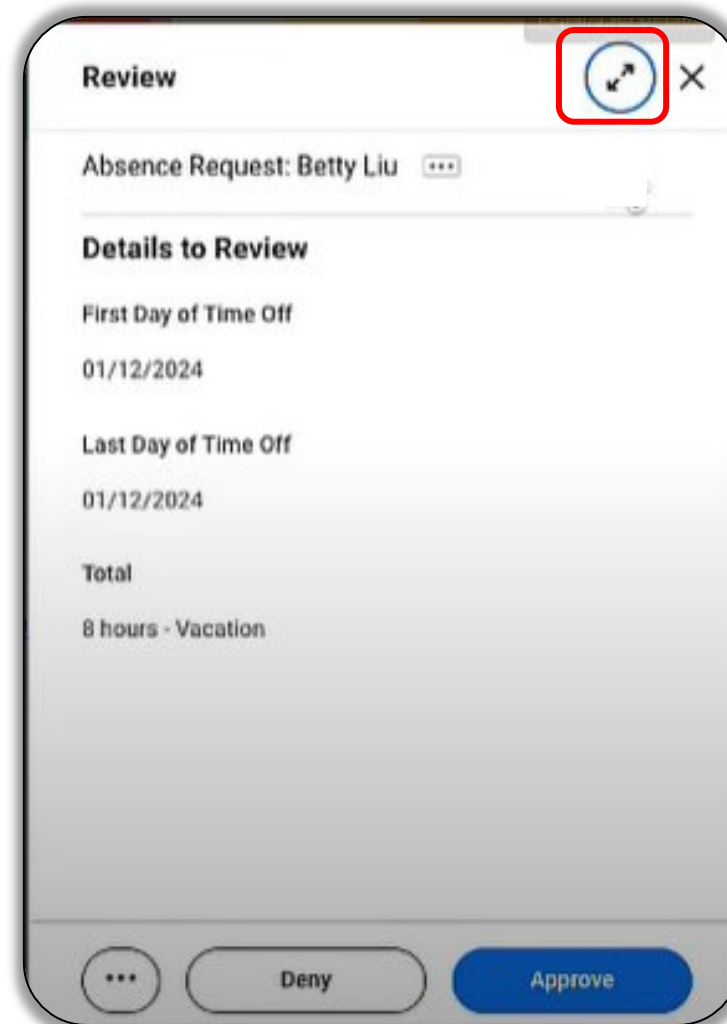 Review
Absence Request: Betty Liu
Details to Review
First Day of Time Off
01/12/2024
Last Day of Time Off
01/12/2024
Total
8 hours - Vacation
Deny
Approve